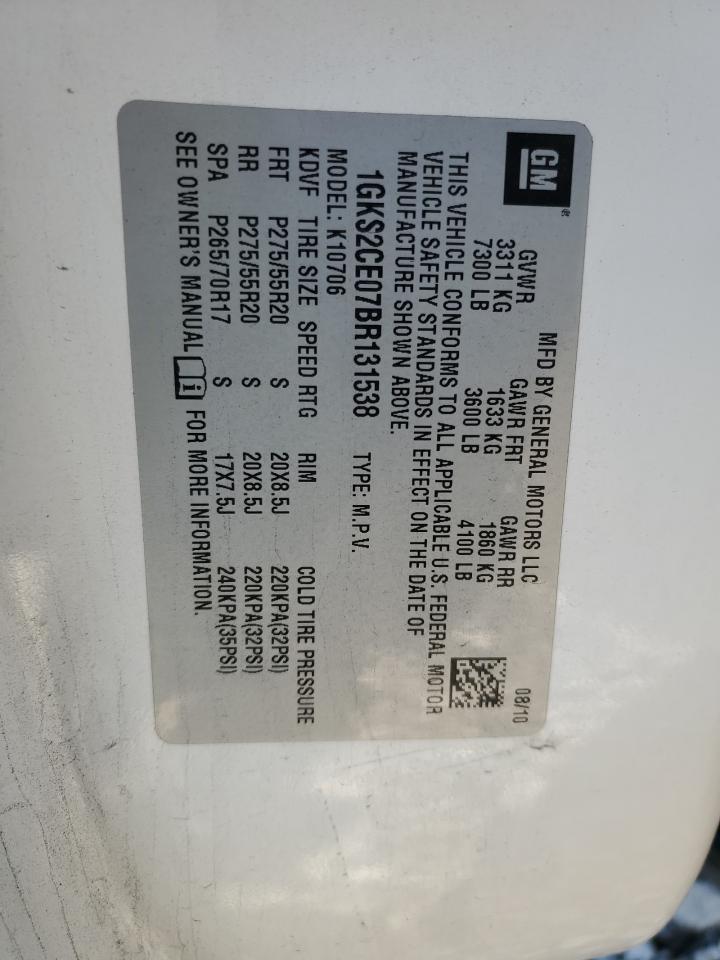 GM®
MFD BY GENERAL MOTORS LLC 08/10
GVWR GAWR FRT GAWR RR
3311 KG 1633 KG 1860 KG
7300 LB 3600 LB 4100 LB
THIS VEHICLE CONFORMS TO ALL APPLICABLE U.S. FEDERAL MOTOR
VEHICLE SAFETY STANDARDS IN EFFECT ON THE DATE OF
MANUFACTURE SHOWN ABOVE.
1GKS2CE07BR131538 TYPE: M.P.V.
MODEL: K10706
KDVF TIRE SIZE SPEED RTG RIM COLD TIRE PRESSURE
FRT P275/55R20 S 20X8.5J 220KPA(32PSI)
RR P275/55R20 S 20X8.5J 220KPA(32PSI)
SPA P265/70R17 S 17X7.5J 240KPA(35PSI)
SEE OWNER'S MANUAL i FOR MORE INFORMATION.